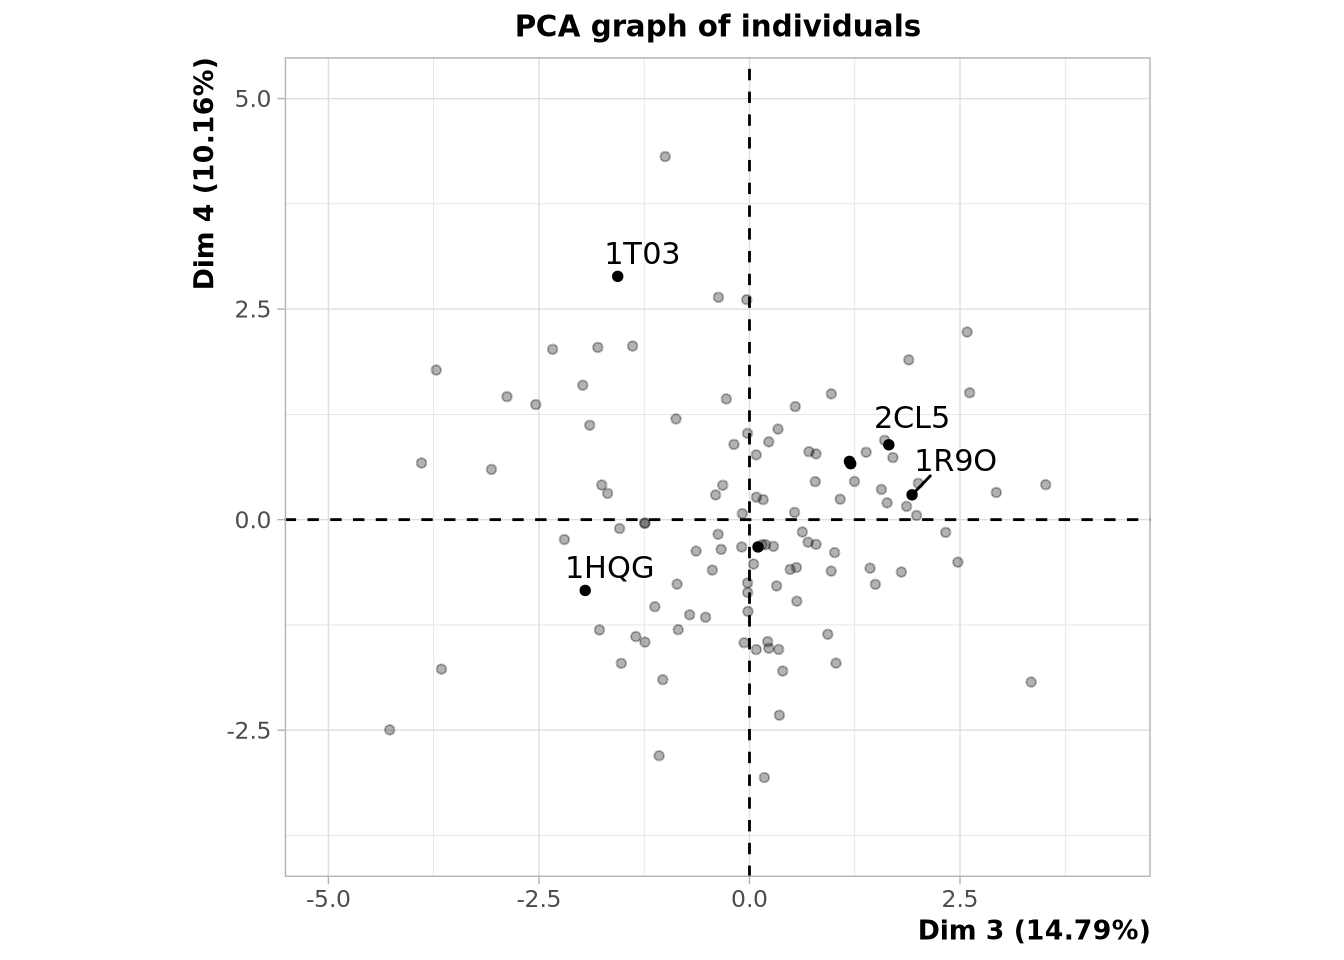 PCA graph of individuals
Dim 4 (10.16%)
5.0
2.5
0.0
-2.5
1T03
2CL5
1R9O
1HQG
-5.0
-2.5
0.0
2.5
Dim 3 (14.79%)